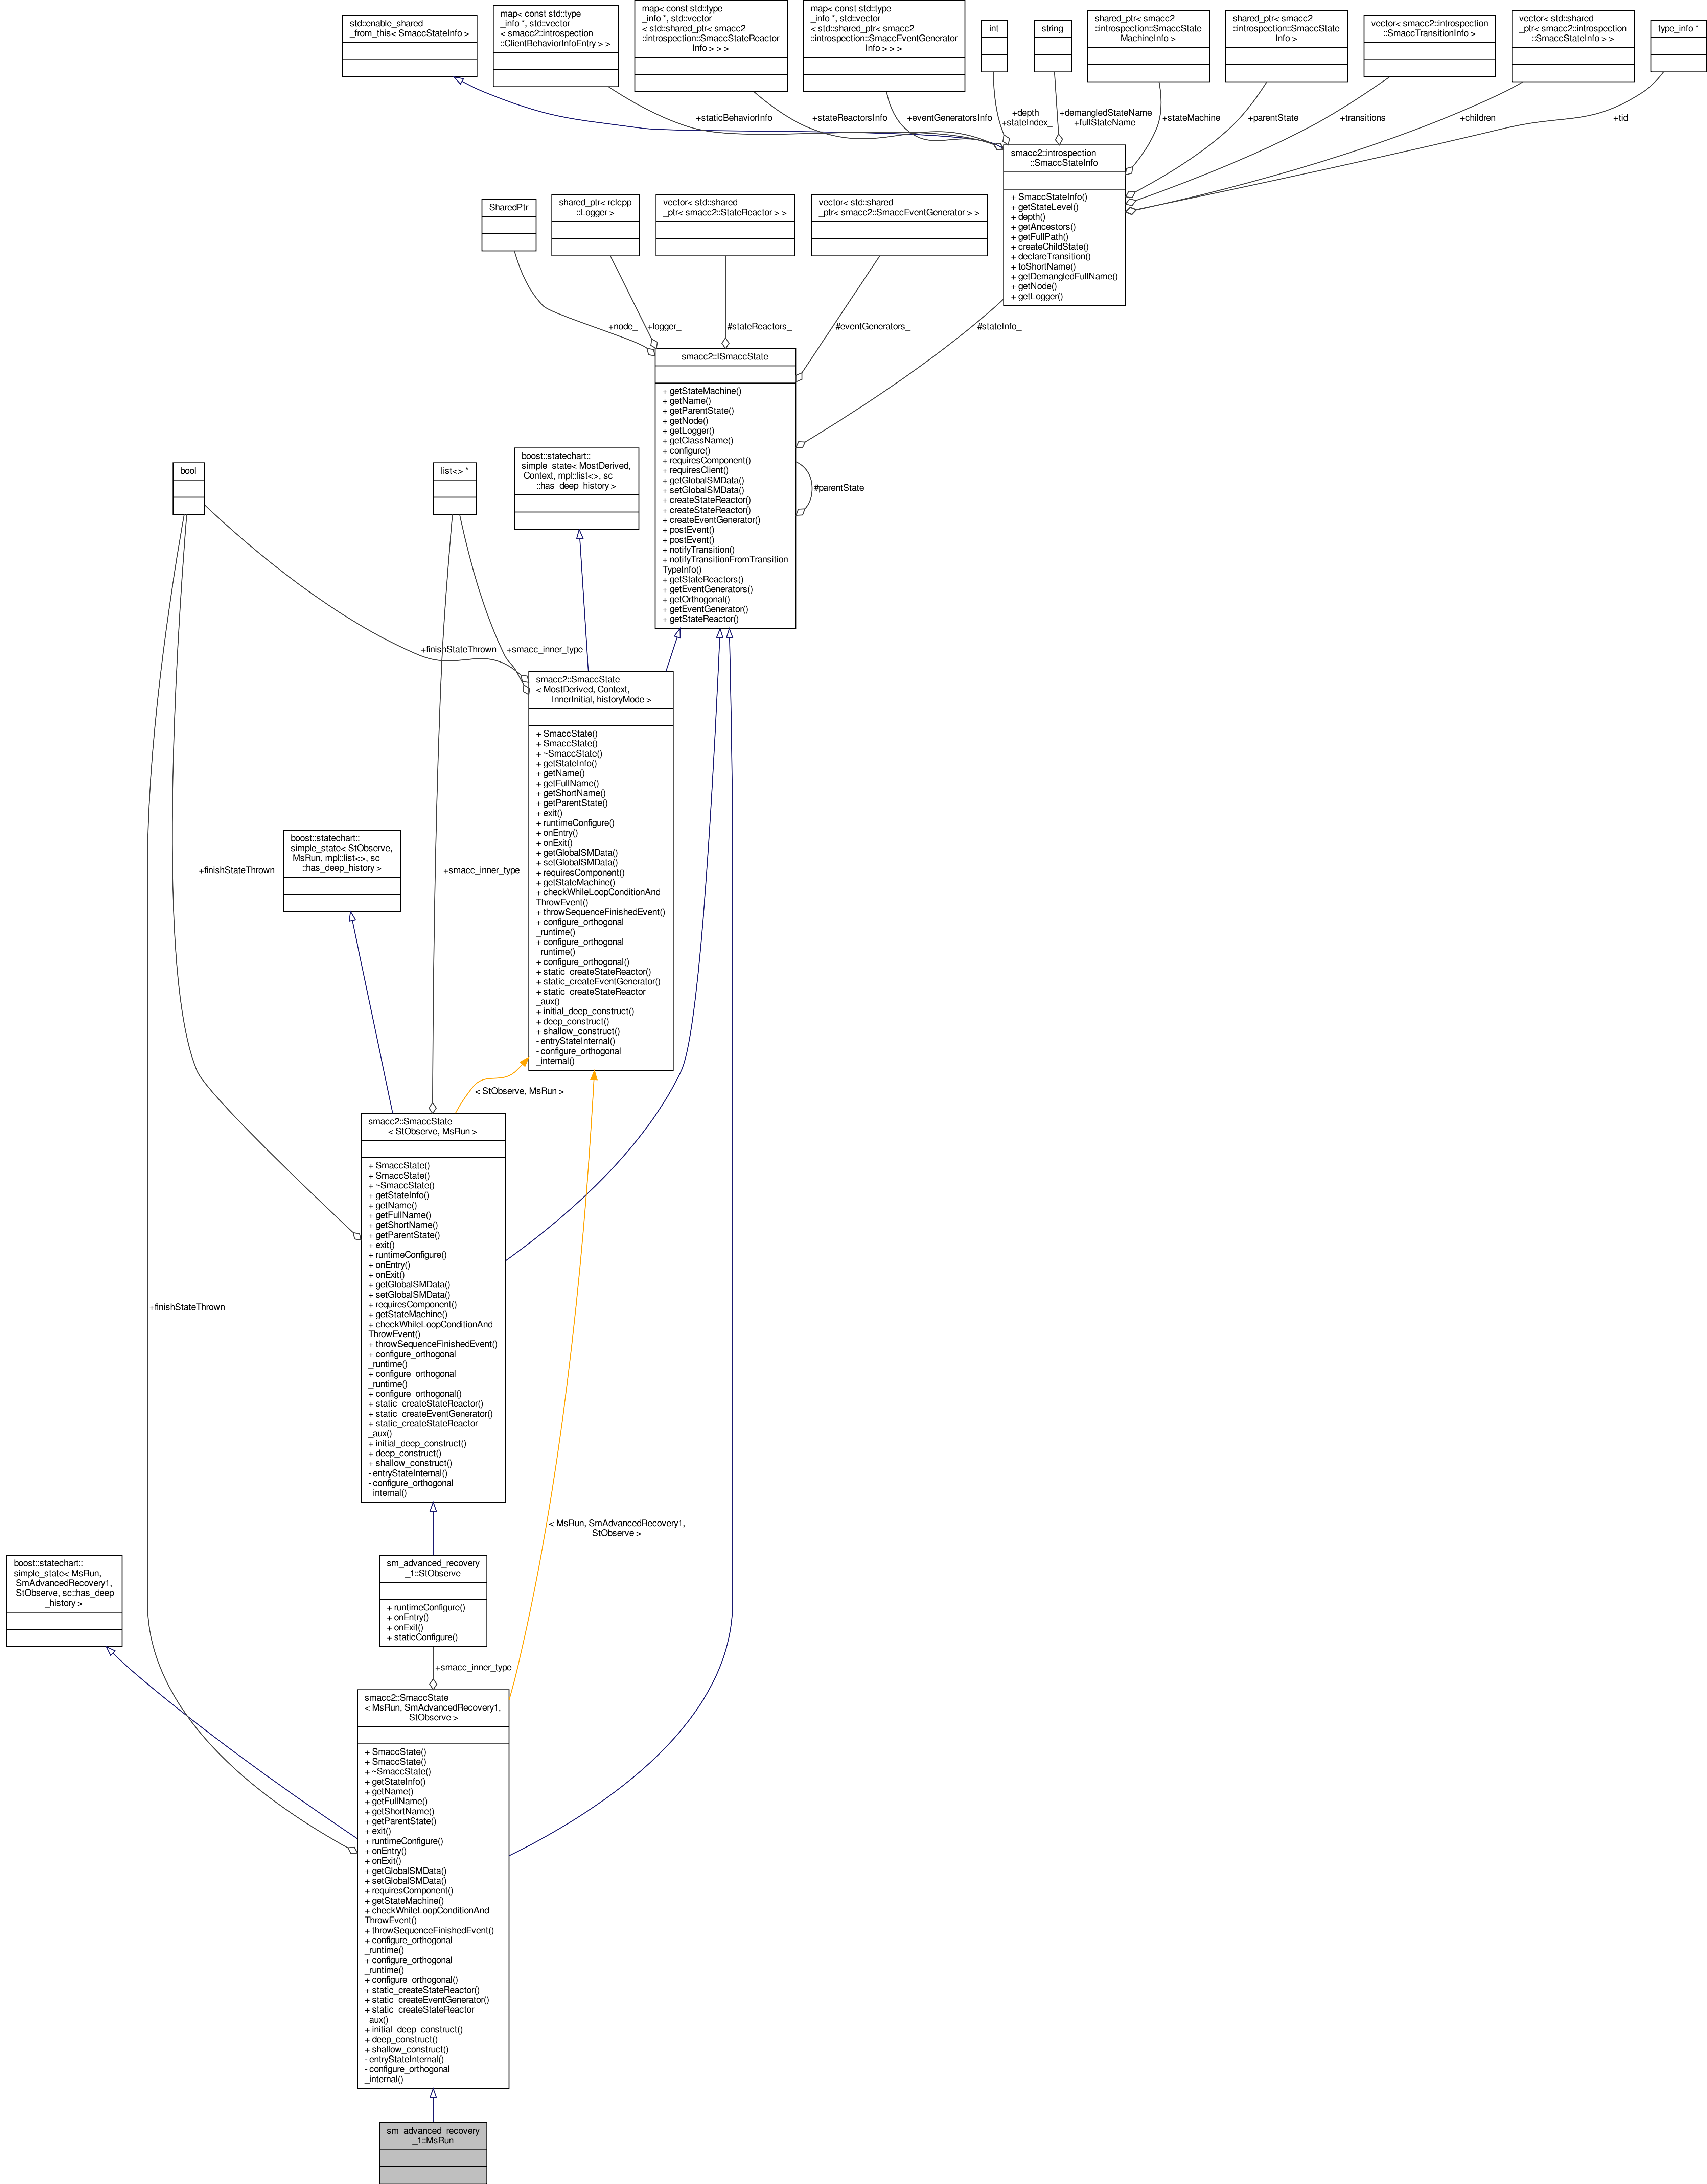 std::enable_shared
_from_this< SmaccStateInfo >
map< const std::type
_info *, std::vector
< smacc2::introspection
::ClientBehaviorInfoEntry > >
map< const std::type
_info *, std::vector
< std::shared_ptr< smacc2
::introspection::SmaccStateReactor
Info > > >
map< const std::type
_info *, std::vector
< std::shared_ptr< smacc2
::introspection::SmaccEventGenerator
Info > > >
int
string
shared_ptr< smacc2
::introspection::SmaccState
MachineInfo >
shared_ptr< smacc2
::introspection::SmaccState
Info >
vector< smacc2::introspection
::SmaccTransitionInfo >
vector< std::shared
_ptr< smacc2::introspection
::SmaccStateInfo > >
type_info *
+staticBehaviorInfo
+stateReactorsInfo
+eventGeneratorsInfo
+depth_
+stateIndex_
+demangledStateName
+fullStateName
+stateMachine_
+parentState_
+transitions_
+children_
+tid_
smacc2::introspection
::SmaccStateInfo
+ SmaccStateInfo()
+ getStateLevel()
+ depth()
+ getAncestors()
+ getFullPath()
+ createChildState()
+ declareTransition()
+ toShortName()
+ getDemangledFullName()
+ getNode()
+ getLogger()
SharedPtr
shared_ptr< rclcpp
::Logger >
vector< std::shared
_ptr< smacc2::StateReactor > >
vector< std::shared
_ptr< smacc2::SmaccEventGenerator > >
+node_
+logger_
#stateReactors_
#eventGenerators_
#stateInfo_
smacc2::ISmaccState
+ getStateMachine()
+ getName()
+ getParentState()
+ getNode()
+ getLogger()
+ getClassName()
+ configure()
+ requiresComponent()
+ requiresClient()
+ getGlobalSMData()
+ setGlobalSMData()
+ createStateReactor()
+ createStateReactor()
+ createEventGenerator()
+ postEvent()
+ postEvent()
+ notifyTransition()
+ notifyTransitionFromTransition
TypeInfo()
+ getStateReactors()
+ getEventGenerators()
+ getOrthogonal()
+ getEventGenerator()
+ getStateReactor()
#parentState_
bool
list<> *
boost::statechart::
simple_state< MostDerived,
Context, mpl::list<>, sc
::has_deep_history >
+finishStateThrown
+smacc_inner_type
smacc2::SmaccState
< MostDerived, Context,
InnerInitial, historyMode >
+ SmaccState()
+ SmaccState()
+ ~SmaccState()
+ getStateInfo()
+ getName()
+ getFullName()
+ getShortName()
+ getParentState()
+ exit()
+ runtimeConfigure()
+ onEntry()
+ onExit()
+ getGlobalSMData()
+ setGlobalSMData()
+ requiresComponent()
+ getStateMachine()
+ checkWhileLoopConditionAnd
ThrowEvent()
+ throwSequenceFinishedEvent()
+ configure_orthogonal
_runtime()
+ configure_orthogonal
_runtime()
+ configure_orthogonal()
+ static_createStateReactor()
+ static_createEventGenerator()
+ static_createStateReactor
_aux()
+ initial_deep_construct()
+ deep_construct()
+ shallow_construct()
- entryStateInternal()
- configure_orthogonal
_internal()
boost::statechart::
simple_state< StObserve,
MsRun, mpl::list<>, sc
::has_deep_history >
+finishStateThrown
+smacc_inner_type
< StObserve, MsRun >
smacc2::SmaccState
< StObserve, MsRun >
+ SmaccState()
+ SmaccState()
+ ~SmaccState()
+ getStateInfo()
+ getName()
+ getFullName()
+ getShortName()
+ getParentState()
+ exit()
+ runtimeConfigure()
+ onEntry()
+ onExit()
+ getGlobalSMData()
+ setGlobalSMData()
+ requiresComponent()
+ getStateMachine()
+ checkWhileLoopConditionAnd
ThrowEvent()
+ throwSequenceFinishedEvent()
+ configure_orthogonal
_runtime()
+ configure_orthogonal
_runtime()
+ configure_orthogonal()
+ static_createStateReactor()
+ static_createEventGenerator()
+ static_createStateReactor
_aux()
+ initial_deep_construct()
+ deep_construct()
+ shallow_construct()
- entryStateInternal()
- configure_orthogonal
_internal()
+finishStateThrown
< MsRun, SmAdvancedRecovery1,
StObserve >
boost::statechart::
simple_state< MsRun,
SmAdvancedRecovery1,
StObserve, sc::has_deep
_history >
sm_advanced_recovery
_1::StObserve
+ runtimeConfigure()
+ onEntry()
+ onExit()
+ staticConfigure()
+smacc_inner_type
smacc2::SmaccState
< MsRun, SmAdvancedRecovery1,
StObserve >
+ SmaccState()
+ SmaccState()
+ ~SmaccState()
+ getStateInfo()
+ getName()
+ getFullName()
+ getShortName()
+ getParentState()
+ exit()
+ runtimeConfigure()
+ onEntry()
+ onExit()
+ getGlobalSMData()
+ setGlobalSMData()
+ requiresComponent()
+ getStateMachine()
+ checkWhileLoopConditionAnd
ThrowEvent()
+ throwSequenceFinishedEvent()
+ configure_orthogonal
_runtime()
+ configure_orthogonal
_runtime()
+ configure_orthogonal()
+ static_createStateReactor()
+ static_createEventGenerator()
+ static_createStateReactor
_aux()
+ initial_deep_construct()
+ deep_construct()
+ shallow_construct()
- entryStateInternal()
- configure_orthogonal
_internal()
sm_advanced_recovery
_1::MsRun